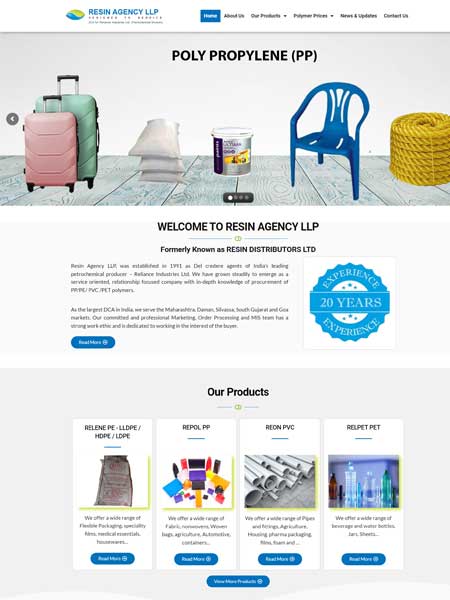 RESIN AGENCY LLP
DESIGNED TO SERVICE
Home About Us Our Products Polymer Prices News & Updates Contact Us
POLY PROPYLENE (PP)
WELCOME TO RESIN AGENCY LLP
Formerly Known as RESIN DISTRIBUTORS LTD
Resin Agency LLP, was established in 1991 as Del credere agents of India's leading
petrochemical producer – Reliance Industries Ltd. We have grown steadily to emerge as a
service oriented, relationship focused company with in-depth knowledge of procurement of
PP/PE/ PVC /PET polymers.
As the largest DCA in India, we serve the Maharashtra, Daman, Silvassa, South Gujarat and Goa
markets. Our committed and professional Marketing, Order Processing and MIS team has a
strong work ethic and is dedicated to working in the interest of the buyer.
Read More
EXPERIENCE
20 YEARS
EXPERIENCE
Our Products
RELENE PE - LLDPE /
HDPE / LDPE
We offer a wide range of
Flexible Packaging, speciality
films, medical essentials,
housewares...
Read More
REPOL PP
We offer a wide range of
Fabric, nonwovens, Woven
bags, agriculture, Automotive,
containers...
Read More
REON PVC
We offer a wide range of Pipes
and fitings, Agriculture,
Housing pharma packaging,
films, foam and ...
Read More
RELPET PET
We offer a wide range of
beverage and water bottles,
Jars, Sheets...
Read More
View More Products